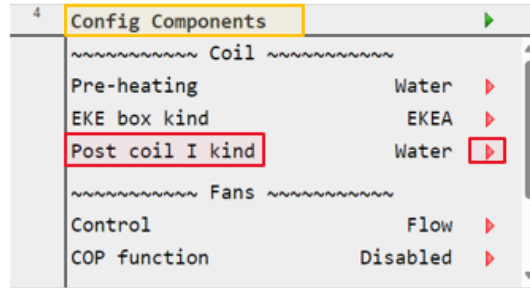 4
Config Components
~~~~~~~~~~~ Coil ~~~~~~~~~~~
Pre-heating Water
EKE box kind EKEA
Post coil I kind Water
~~~~~~~~~~~ Fans ~~~~~~~~~~~
Control Flow
COP function Disabled